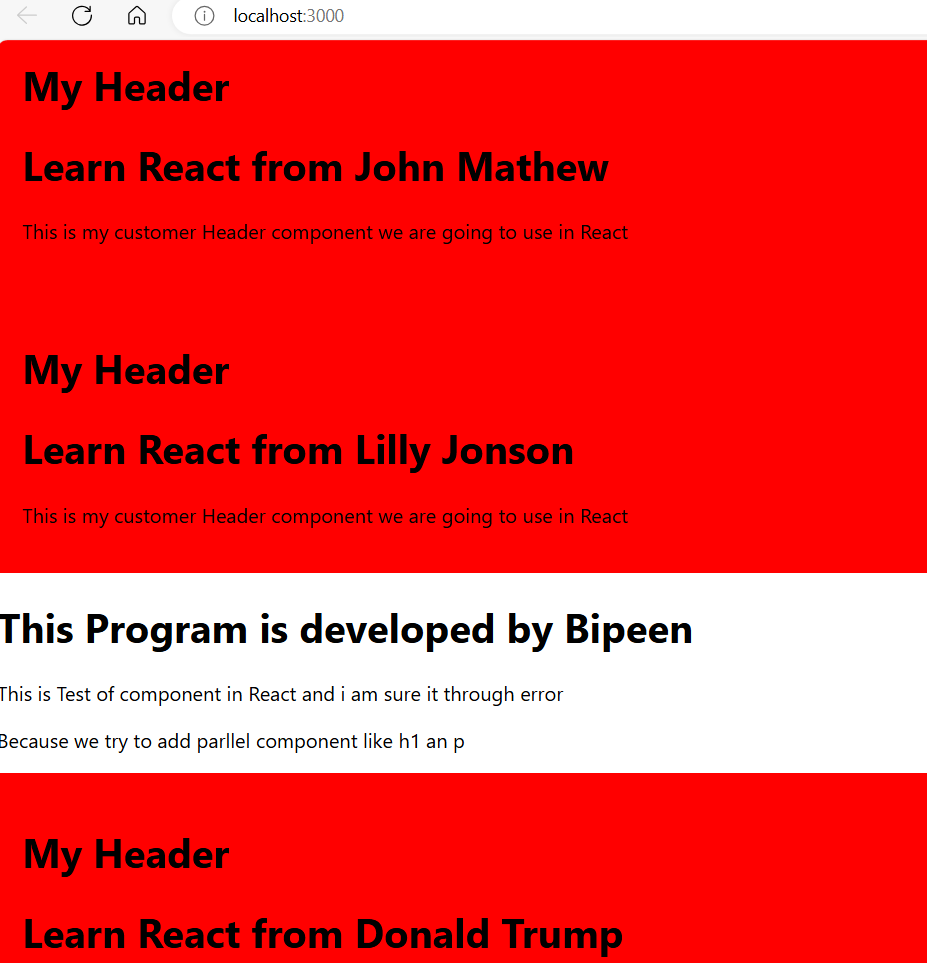 localhost:3000
My Header
Learn React from John Mathew
This is my customer Header component we are going to use in React
My Header
Learn React from Lilly Jonson
This is my customer Header component we are going to use in React
This Program is developed by Bipeen
This is Test of component in React and i am sure it through error
Because we try to add parllel component like h1 an p
My Header
Learn React from Donald Trump